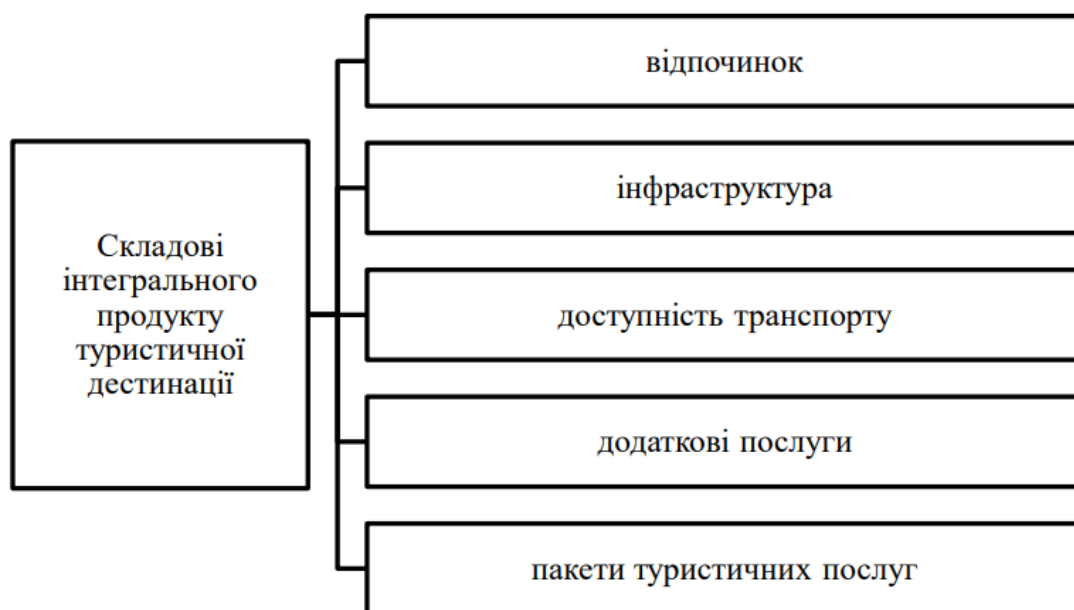 Складові
інтегрального
продукту
туристичної
дестинації
відпочинок
інфраструктура
доступність транспорту
додаткові послуги
пакети туристичних послуг